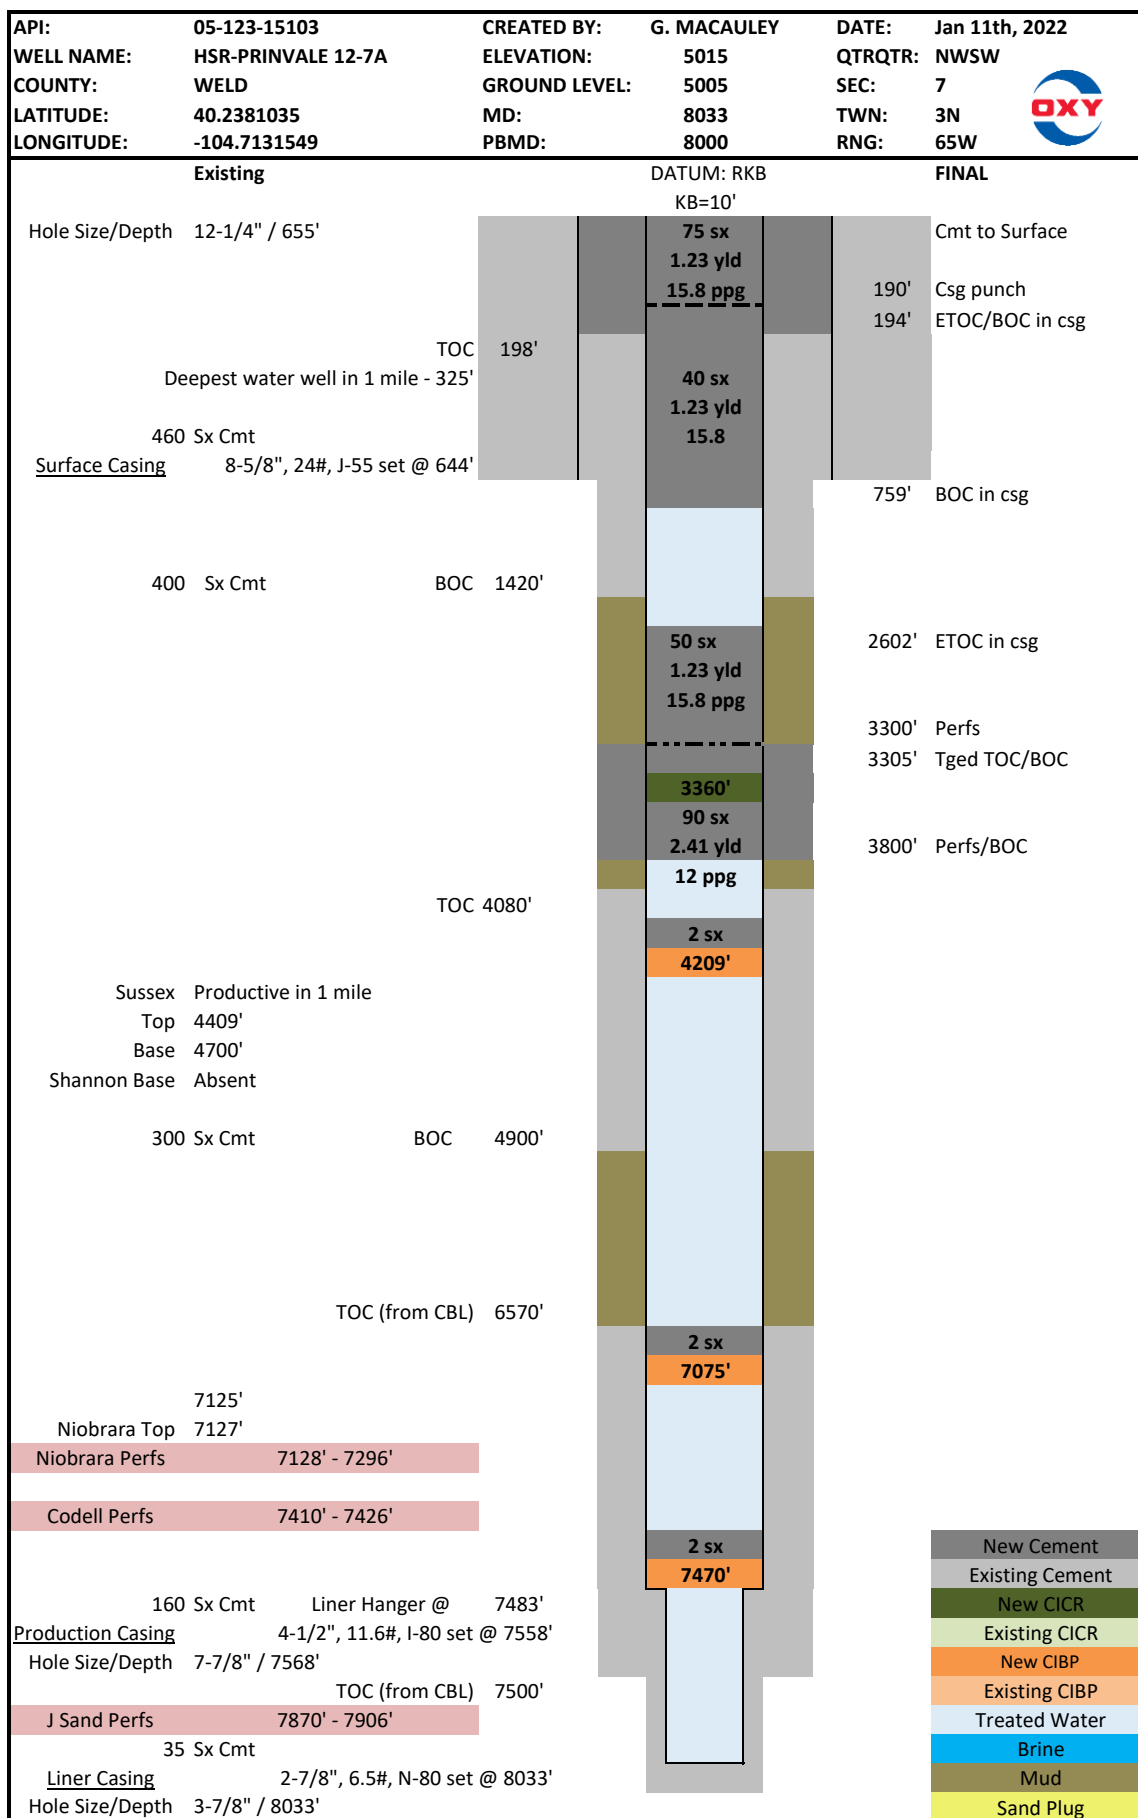 API: 05-123-15103 CREATED BY: G. MACAULEY DATE: Jan 11th, 2022
WELL NAME: HSR-PRINVALE 12-7A ELEVATION: 5015 QTRQTR: NWSW
COUNTY: WELD GROUND LEVEL: 5005 SEC: 7
LATITUDE: 40.2381035 MD: 8033 TWN: 3N
LONGITUDE: -104.7131549 PBMD: 8000 RNG: 65W
OXY
Existing DATUM: RKB FINAL
KB=10'
Hole Size/Depth 12-1/4" / 655' 75 sx Cmt to Surface
1.23 yld
15.8 ppg 190' Csg punch
194' ETOC/BOC in csg
TOC 198'
Deepest water well in 1 mile - 325' 40 sx
1.23 yld
460 Sx Cmt 15.8
Surface Casing 8-5/8", 24#, J-55 set @ 644'
759' BOC in csg
400 Sx Cmt BOC 1420'
50 sx 2602' ETOC in csg
1.23 yld
15.8 ppg
3300' Perfs
3305' Tged TOC/BOC
3360'
90 sx
2.41 yld 3800' Perfs/BOC
12 ppg
TOC 4080'
2 sx
4209'
Sussex Productive in 1 mile
Top 4409'
Base 4700'
Shannon Base Absent
300 Sx Cmt BOC 4900'
TOC (from CBL) 6570'
2 sx
7075'
7125'
Niobrara Top 7127'
Niobrara Perfs 7128' - 7296'
Codell Perfs 7410' - 7426'
2 sx New Cement
7470' Existing Cement
160 Sx Cmt Liner Hanger @ 7483' New CICR
Production Casing 4-1/2", 11.6#, I-80 set @ 7558' Existing CICR
Hole Size/Depth 7-7/8" / 7568' New CIBP
TOC (from CBL) 7500' Existing CIBP
J Sand Perfs 7870' - 7906' Treated Water
35 Sx Cmt Brine
Liner Casing 2-7/8", 6.5#, N-80 set @ 8033' Mud
Hole Size/Depth 3-7/8" / 8033' Sand Plug